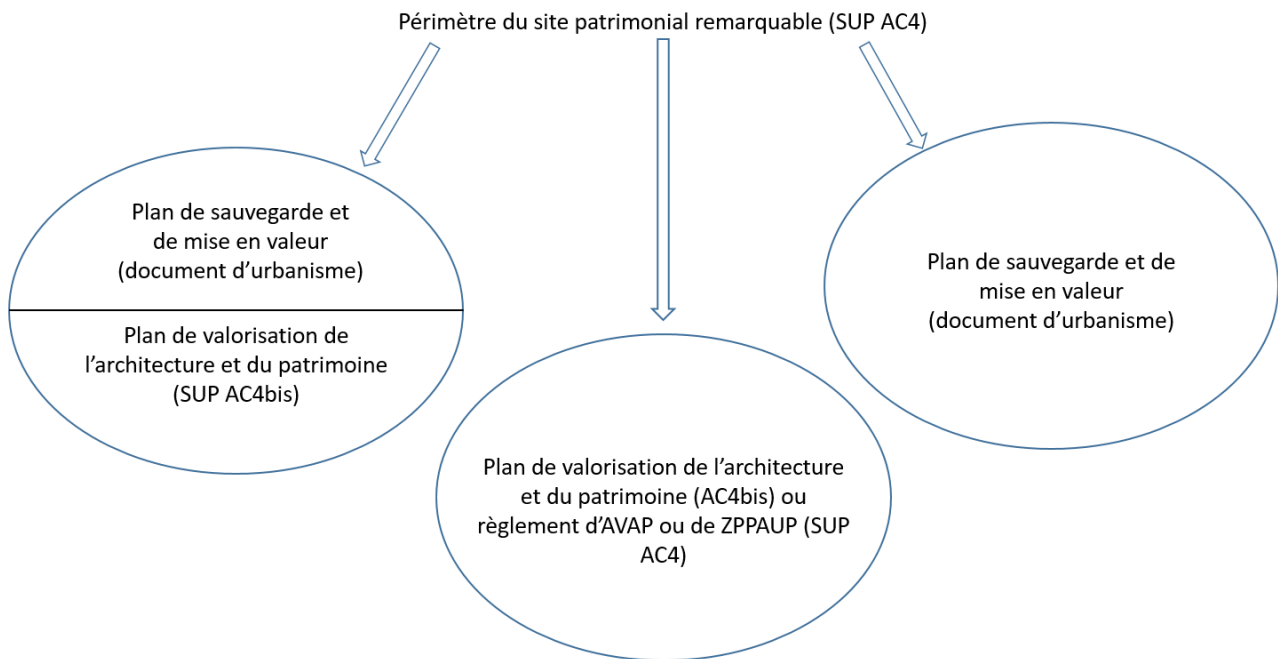 Périmètre du site patrimonial remarquable (SUP AC4)
Plan de sauvegarde et
de mise en valeur
(document d’urbanisme)
Plan de valorisation de
l’architecture et du patrimoine
(SUP AC4bis)
Plan de valorisation de l’architecture
et du patrimoine (AC4bis) ou
règlement d’AVAP ou de ZPPAUP (SUP
AC4)
Plan de sauvegarde et de
mise en valeur
(document d’urbanisme)